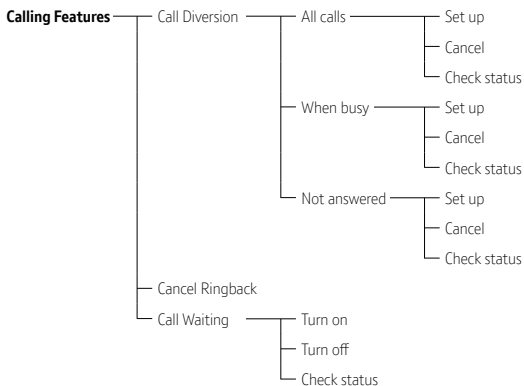 Calling Features Call Diversion All calls Set up
Cancel
Check status
When busy Set up
Cancel
Check status
Not answered Set up
Cancel
Check status
Cancel Ringback
Call Waiting Turn on
Turn off
Check status